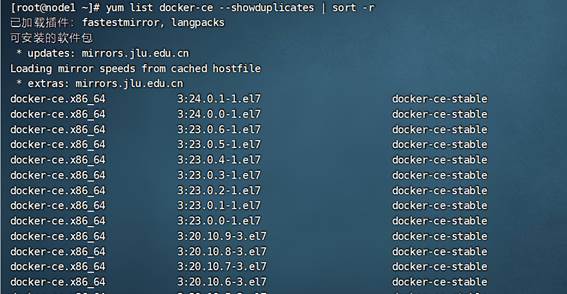 [root@node1 ~]# yum list docker-ce --showduplicates | sort -r
已加载插件：fastestmirror, langpacks
可安装的软件包
* updates: mirrors.jlu.edu.cn
Loading mirror speeds from cached hostfile
* extras: mirrors.jlu.edu.cn
docker-ce.x86_64 3:24.0.1-1.el7 docker-ce-stable
docker-ce.x86_64 3:24.0.0-1.el7 docker-ce-stable
docker-ce.x86_64 3:23.0.6-1.el7 docker-ce-stable
docker-ce.x86_64 3:23.0.5-1.el7 docker-ce-stable
docker-ce.x86_64 3:23.0.4-1.el7 docker-ce-stable
docker-ce.x86_64 3:23.0.3-1.el7 docker-ce-stable
docker-ce.x86_64 3:23.0.2-1.el7 docker-ce-stable
docker-ce.x86_64 3:23.0.1-1.el7 docker-ce-stable
docker-ce.x86_64 3:23.0.0-1.el7 docker-ce-stable
docker-ce.x86_64 3:20.10.9-3.el7 docker-ce-stable
docker-ce.x86_64 3:20.10.8-3.el7 docker-ce-stable
docker-ce.x86_64 3:20.10.7-3.el7 docker-ce-stable
docker-ce.x86_64 3:20.10.6-3.el7 docker-ce-stable